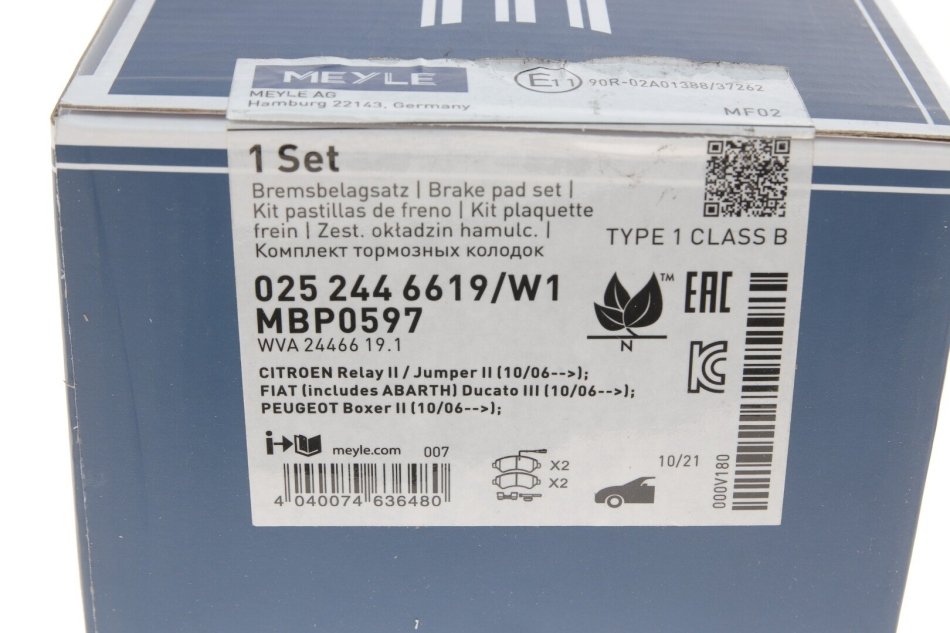 MEYLE
MEYLE AG
Hamburg 22143, Germany
E11 90R-02A01388/37262
MF02
1 Set
Bremsbelagsatz | Brake pad set |
Kit pastillas de freno | Kit plaquette
frein | Zest. okładzin hamulc. |
Комплект тормозных колодок
TYPE 1 CLASS B
025 244 6619/W1
MBP0597
WVA 24466 19.1
TM
N
EAC
KC
CITROEN Relay II / Jumper II (10/06-->);
FIAT (includes ABARTH) Ducato III (10/06-->);
PEUGEOT Boxer II (10/06-->);
i
meyle.com 007
X2
X2
10/21
000V180
4 040074 636480